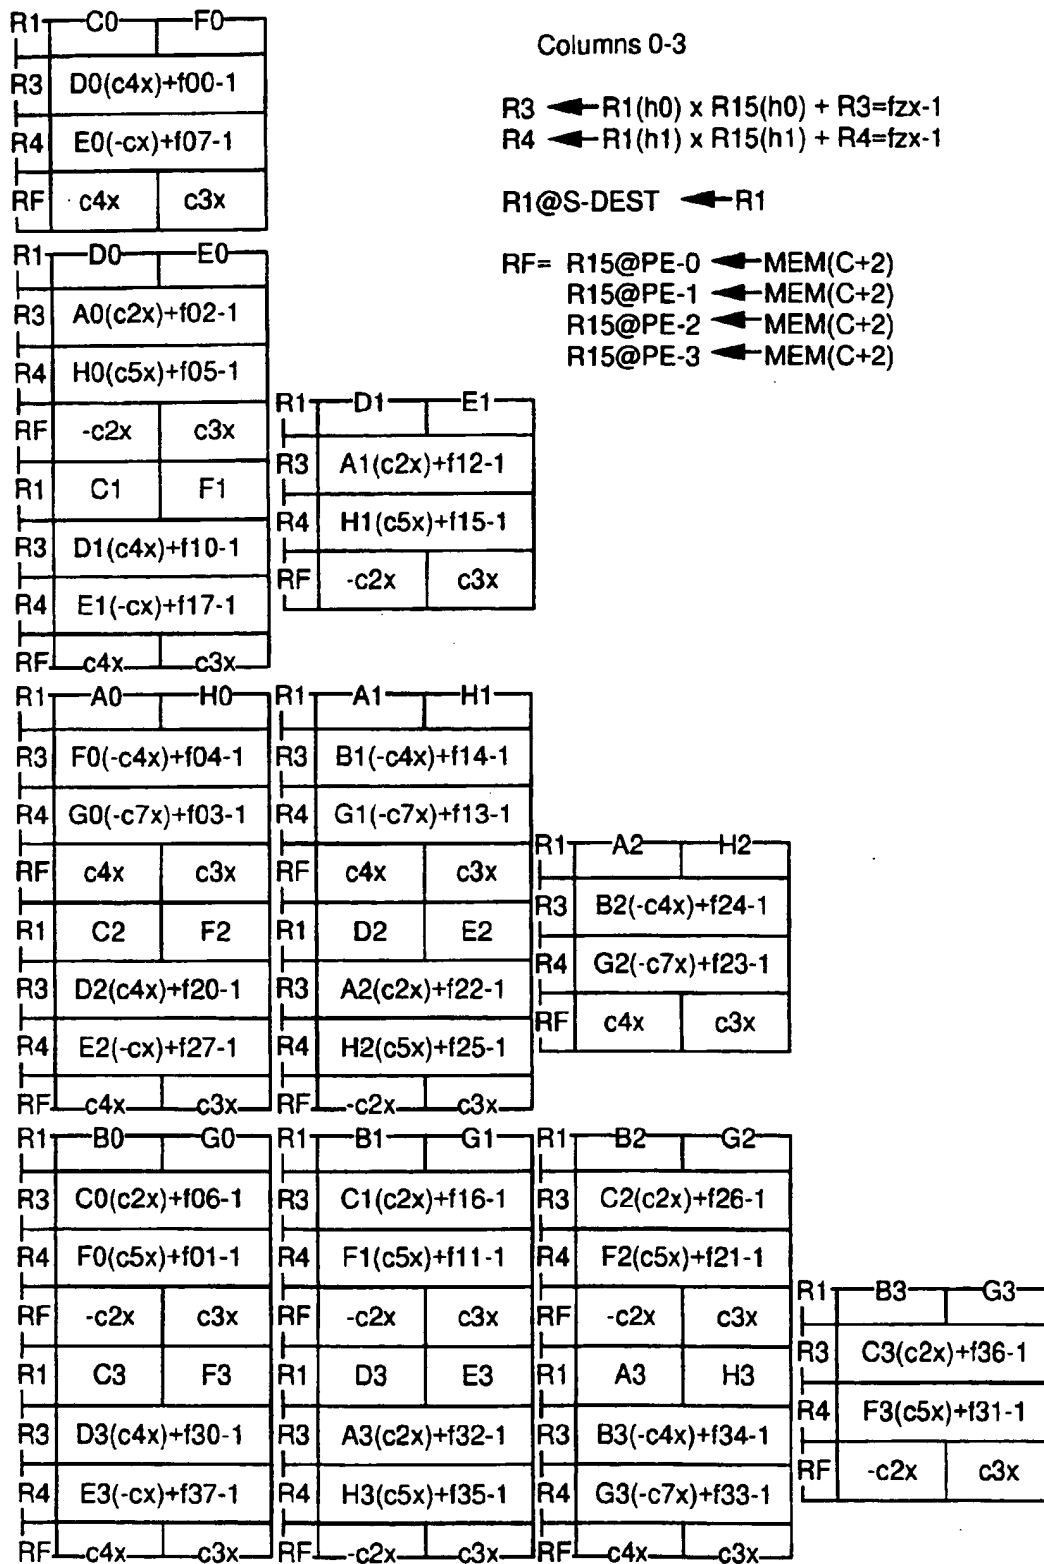 Columns 0-3
R3 ← R1(h0) x R15(h0) + R3=fzx-1
R4 ← R1(h1) x R15(h1) + R4=fzx-1
R1@S-DEST ← R1
RF= R15@PE-0 ← MEM(C+2)
R15@PE-1 ← MEM(C+2)
R15@PE-2 ← MEM(C+2)
R15@PE-3 ← MEM(C+2)
R1 C0 F0
R3 D0(c4x)+f00-1
R4 E0(-cx)+f07-1
RF c4x c3x
R1 D0 E0
R3 A0(c2x)+f02-1
R4 H0(c5x)+f05-1
RF -c2x c3x
R1 C1 F1
R3 D1(c4x)+f10-1
R4 E1(-cx)+f17-1
RF c4x c3x
R1 D1 E1
R3 A1(c2x)+f12-1
R4 H1(c5x)+f15-1
RF -c2x c3x
R1 A0 H0
R3 F0(-c4x)+f04-1
R4 G0(-c7x)+f03-1
RF c4x c3x
R1 C2 F2
R3 D2(c4x)+f20-1
R4 E2(-cx)+f27-1
RF c4x c3x
R1 A1 H1
R3 B1(-c4x)+f14-1
R4 G1(-c7x)+f13-1
RF c4x c3x
R1 D2 E2
R3 A2(c2x)+f22-1
R4 H2(c5x)+f25-1
RF -c2x c3x
R1 A2 H2
R3 B2(-c4x)+f24-1
R4 G2(-c7x)+f23-1
RF c4x c3x
R1 B0 G0
R3 C0(c2x)+f06-1
R4 F0(c5x)+f01-1
RF -c2x c3x
R1 C3 F3
R3 D3(c4x)+f30-1
R4 E3(-cx)+f37-1
RF c4x c3x
R1 B1 G1
R3 C1(c2x)+f16-1
R4 F1(c5x)+f11-1
RF -c2x c3x
R1 D3 E3
R3 A3(c2x)+f32-1
R4 H3(c5x)+f35-1
RF -c2x c3x
R1 B2 G2
R3 C2(c2x)+f26-1
R4 F2(c5x)+f21-1
RF -c2x c3x
R1 A3 H3
R3 B3(-c4x)+f34-1
R4 G3(-c7x)+f33-1
RF c4x c3x
R1 B3 G3
R3 C3(c2x)+f36-1
R4 F3(c5x)+f31-1
RF -c2x c3x